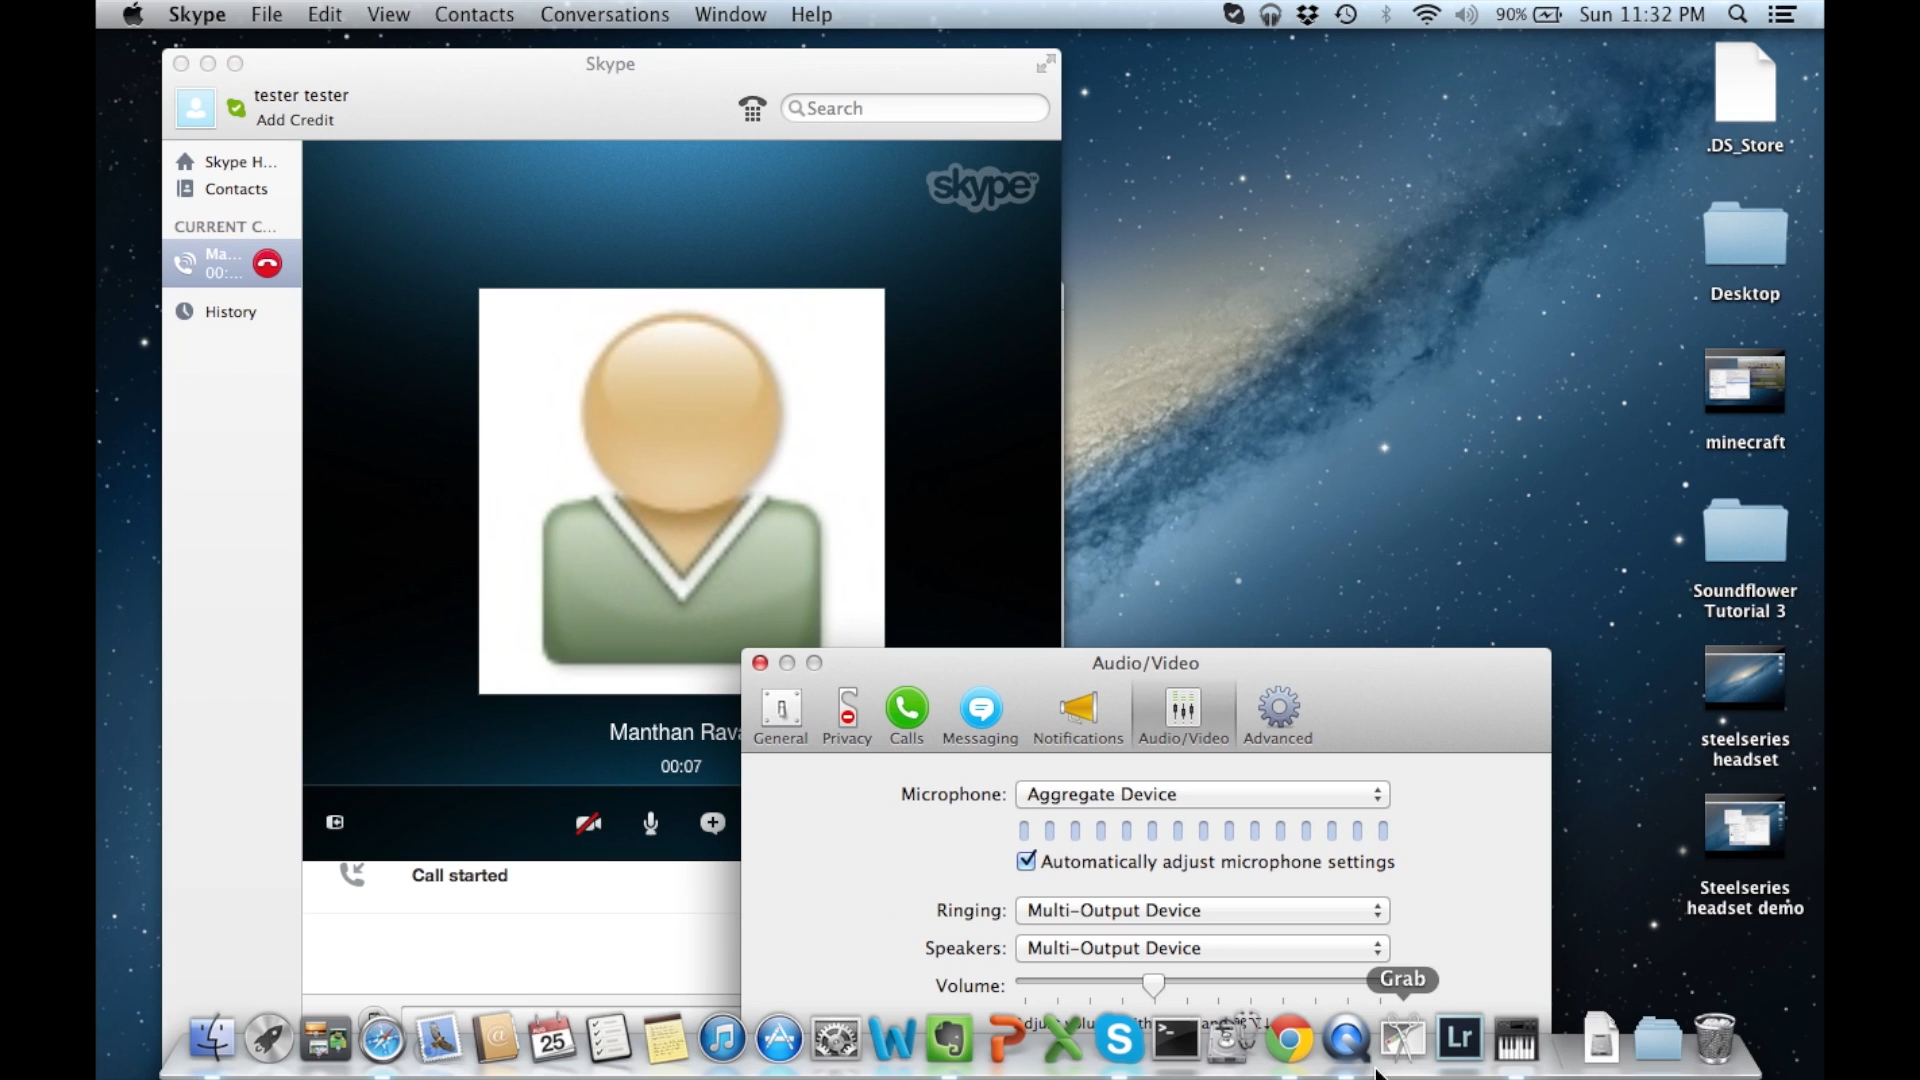 Skype File Edit View Contacts Conversations Window Help 90% Sun 11:32 PM
Skype
tester tester
Add Credit
Search
Skype H...
Contacts
CURRENT C...
Ma...
00:...
History
skype
Manthan Rava
00:07
Call started
Audio/Video
General Privacy Calls Messaging Notifications Audio/Video Advanced
Microphone: Aggregate Device
Automatically adjust microphone settings
Ringing: Multi-Output Device
Speakers: Multi-Output Device
Volume:
Grab
.DS_Store
Desktop
minecraft
Soundflower
Tutorial 3
steelseries
headset
Steelseries
headset demo
AUG
25
Lr